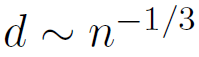 d ∼ n^{-1/3}